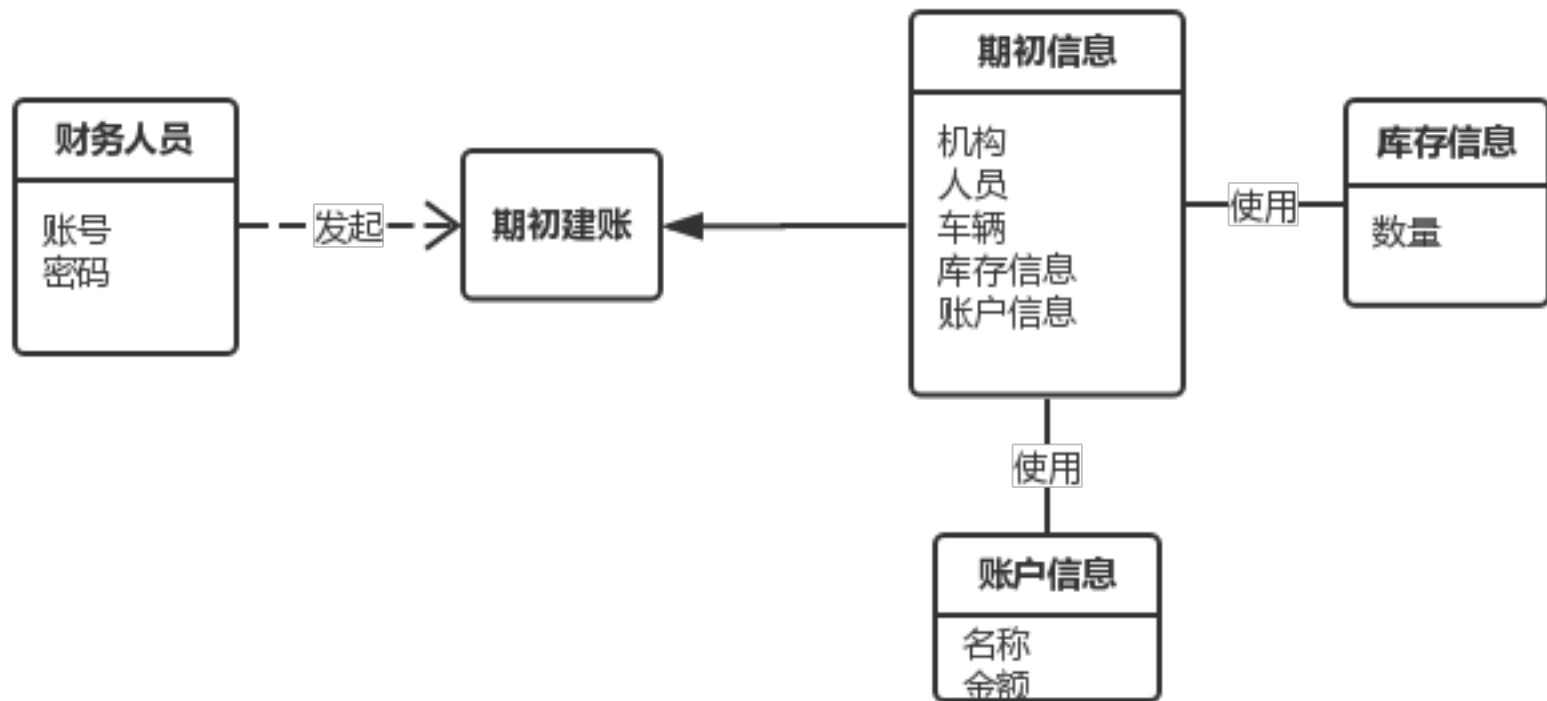 财务人员
账号
密码
发起
期初建账
期初信息
机构
人员
车辆
库存信息
账户信息
使用
库存信息
数量
使用
账户信息
名称
金额